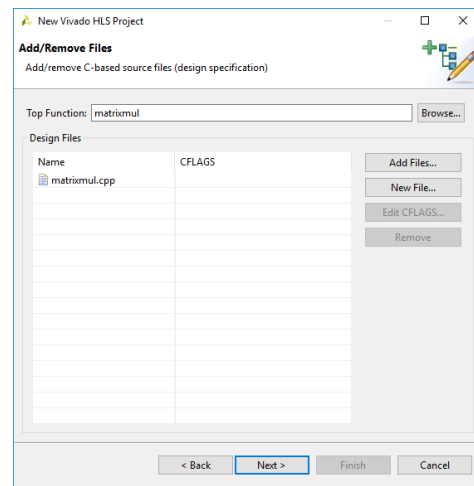 New Vivado HLS Project
Add/Remove Files
Add/remove C-based source files (design specification)
Top Function: matrixmul Browse...
Design Files
Name CFLAGS Add Files...
matrixmul.cpp
New File...
Edit CFLAGS...
Remove
< Back Next > Finish Cancel